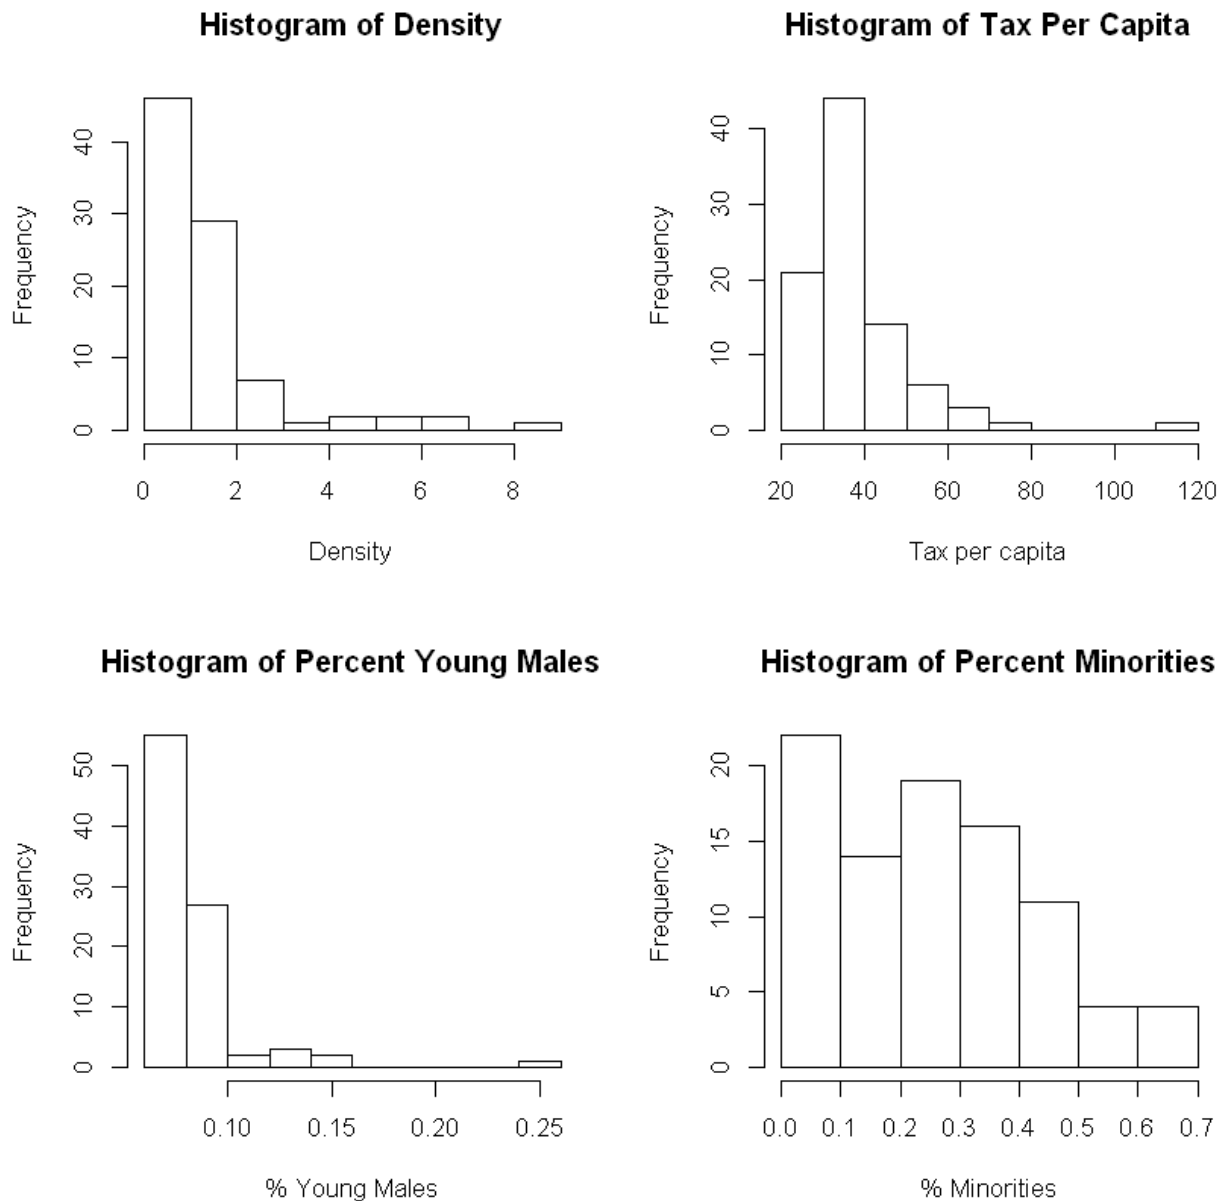 Histogram of Density
Frequency
0 10 20 30 40
0 2 4 6 8
Density
Histogram of Tax Per Capita
Frequency
0 10 20 30 40
20 40 60 80 100 120
Tax per capita
Histogram of Percent Young Males
Frequency
0 10 20 30 40 50
0.10 0.15 0.20 0.25
% Young Males
Histogram of Percent Minorities
Frequency
0 5 10 15 20
0.0 0.1 0.2 0.3 0.4 0.5 0.6 0.7
% Minorities